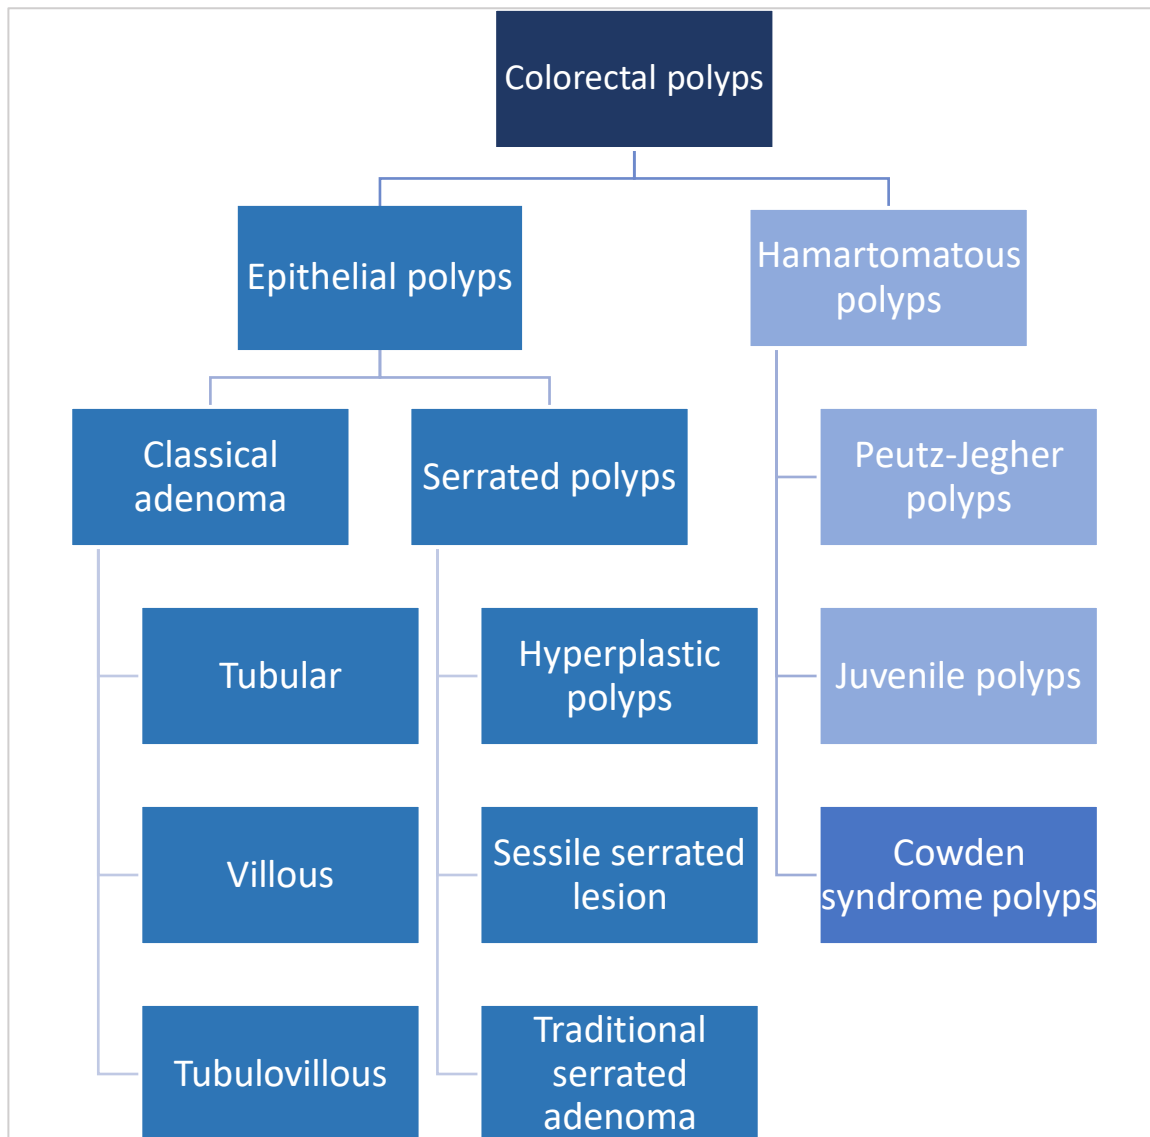 Colorectal polyps
Epithelial polyps
Hamartomatous
polyps
Classical
adenoma
Serrated polyps
Peutz-Jegher
polyps
Tubular
Hyperplastic
polyps
Juvenile polyps
Villous
Sessile serrated
lesion
Cowden
syndrome polyps
Tubulovillous
Traditional
serrated
adenoma